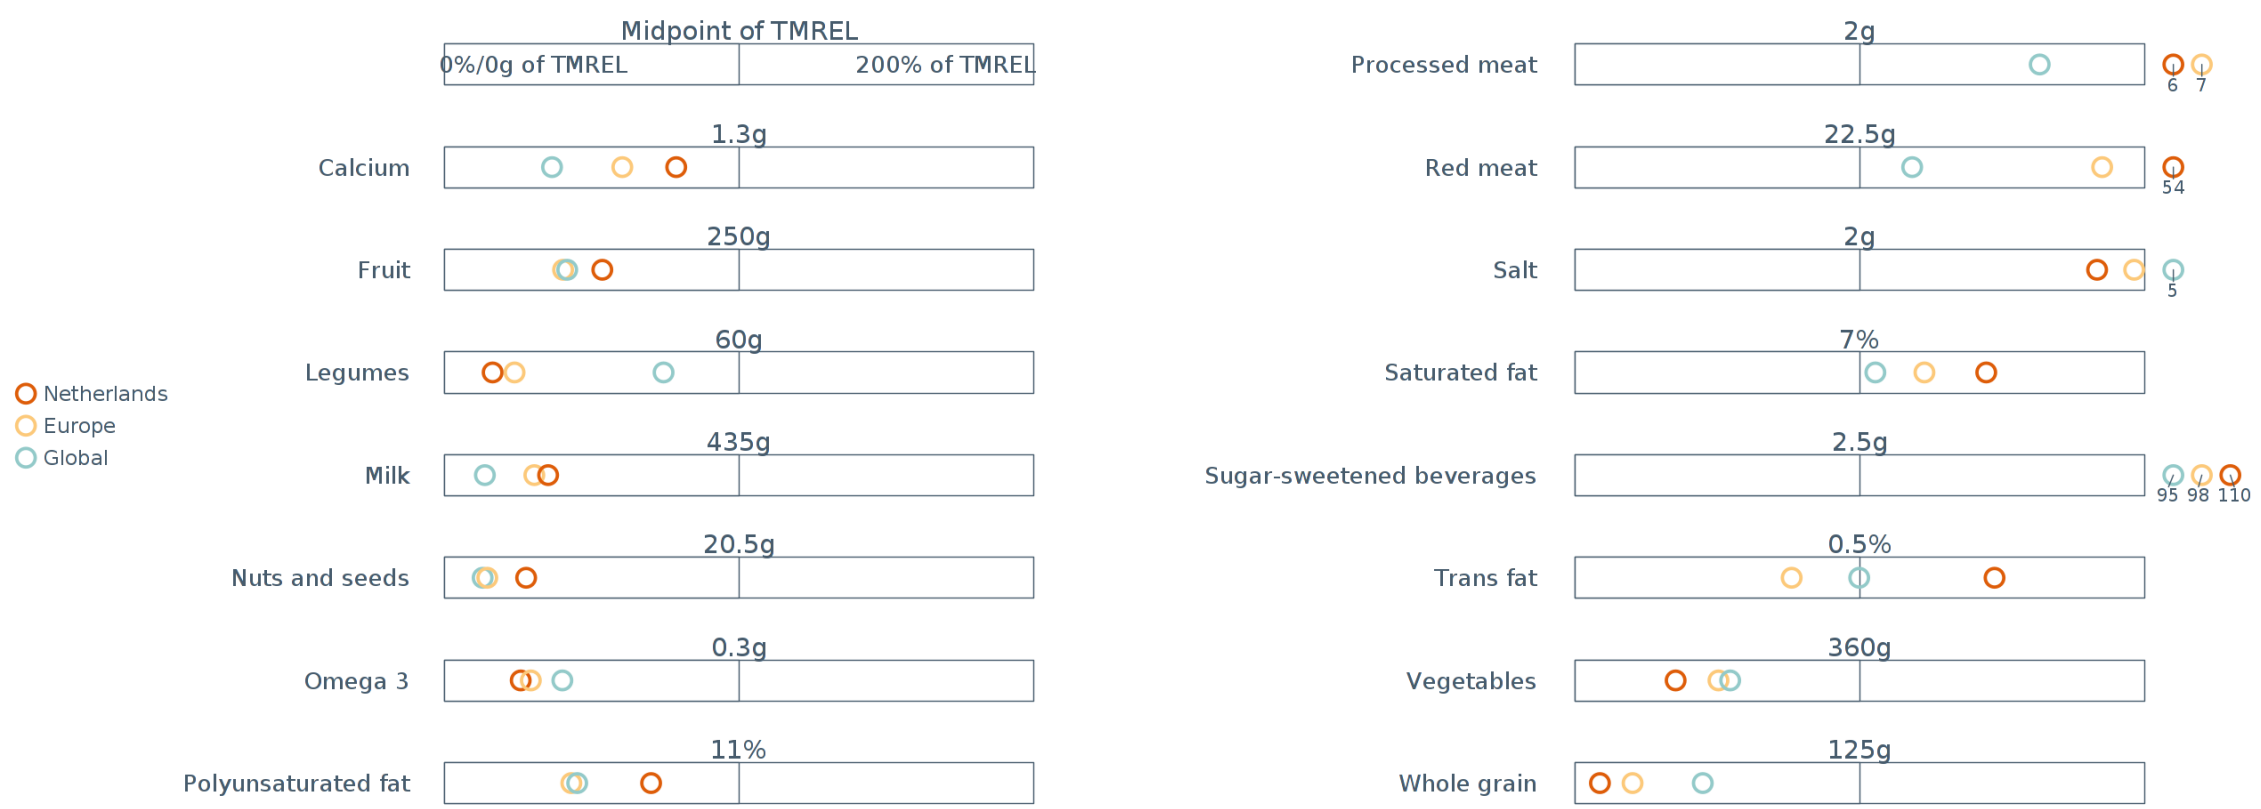 Midpoint of TMREL
0%/0g of TMREL
200% of TMREL
1.3g
Calcium
250g
Fruit
60g
Legumes
435g
Milk
20.5g
Nuts and seeds
0.3g
Omega 3
11%
Polyunsaturated fat
Netherlands
Europe
Global
2g
Processed meat
6 7
22.5g
Red meat
54
2g
Salt
5
7%
Saturated fat
2.5g
Sugar-sweetened beverages
95 98 110
0.5%
Trans fat
360g
Vegetables
125g
Whole grain